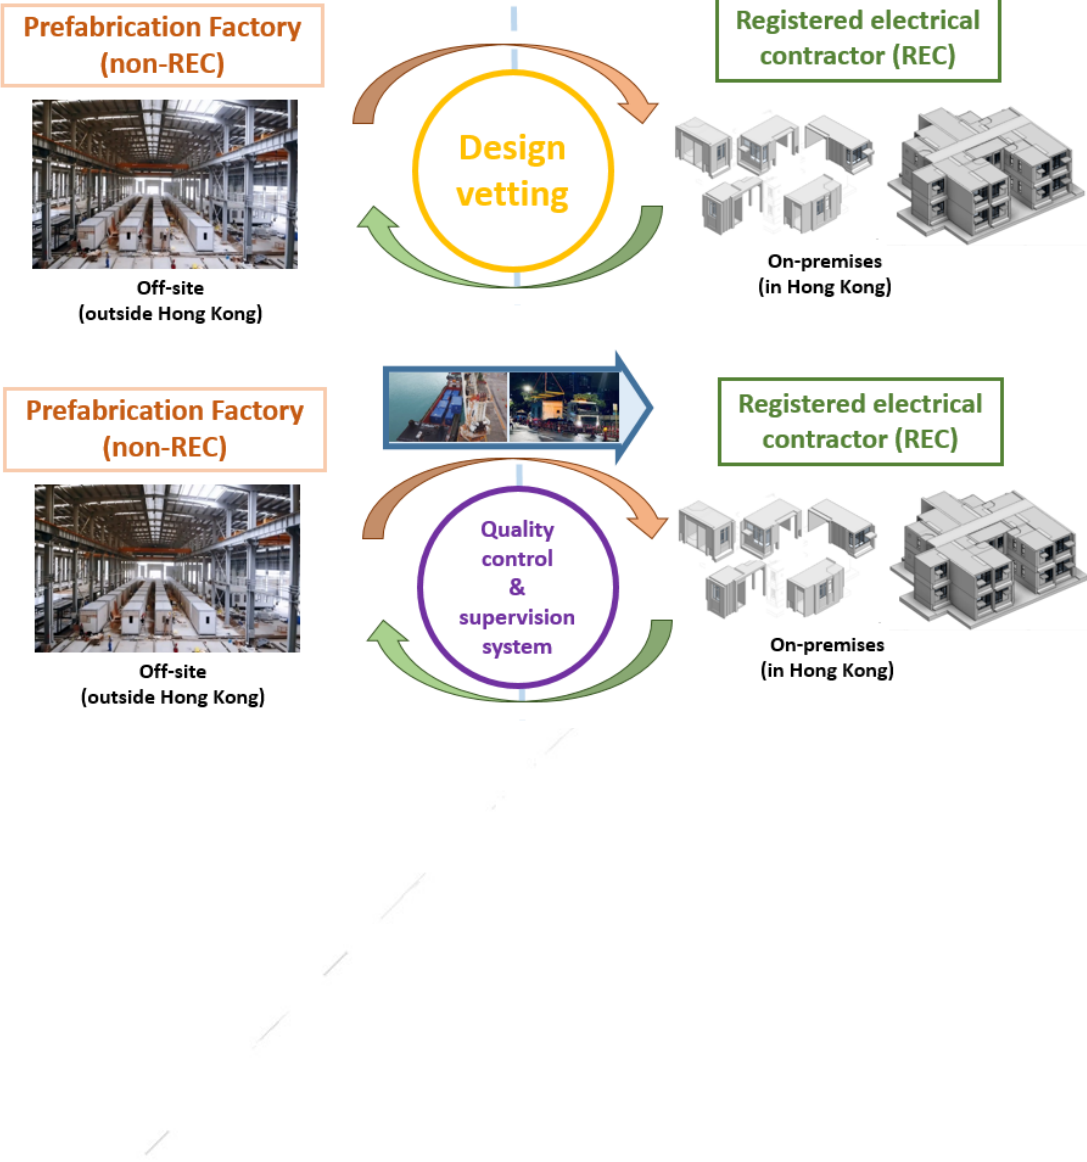 Prefabrication Factory
(non-REC)
Registered electrical
contractor (REC)
Design
vetting
Off-site
(outside Hong Kong)
On-premises
(in Hong Kong)
Prefabrication Factory
(non-REC)
Registered electrical
contractor (REC)
Quality
control
&
supervision
system
Off-site
(outside Hong Kong)
On-premises
(in Hong Kong)